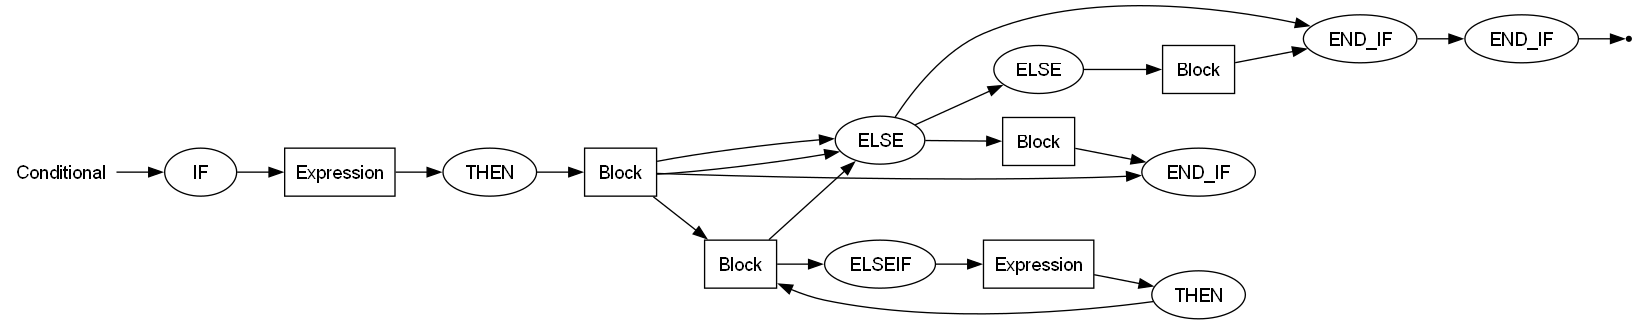 Conditional
IF
Expression
THEN
Block
ELSE
ELSE
Block
END_IF
END_IF
Block
END_IF
Block
ELSEIF
Expression
THEN